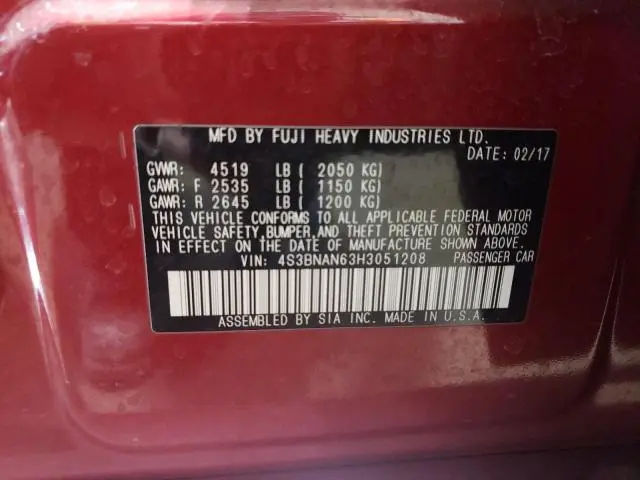 MFD BY FUJI HEAVY INDUSTRIES LTD.
DATE: 02/17
GVWR: 4519 LB ( 2050 KG)
GAWR: F 2535 LB ( 1150 KG)
GAWR: R 2645 LB ( 1200 KG)
THIS VEHICLE CONFORMS TO ALL APPLICABLE FEDERAL MOTOR
VEHICLE SAFETY,BUMPER,AND THEFT PREVENTION STANDARDS
IN EFFECT ON THE DATE OF MANUFACTURE SHOWN ABOVE.
VIN: 4S3BNAN63H3051208 PASSENGER CAR
ASSEMBLED BY SIA INC. MADE IN U.S.A.